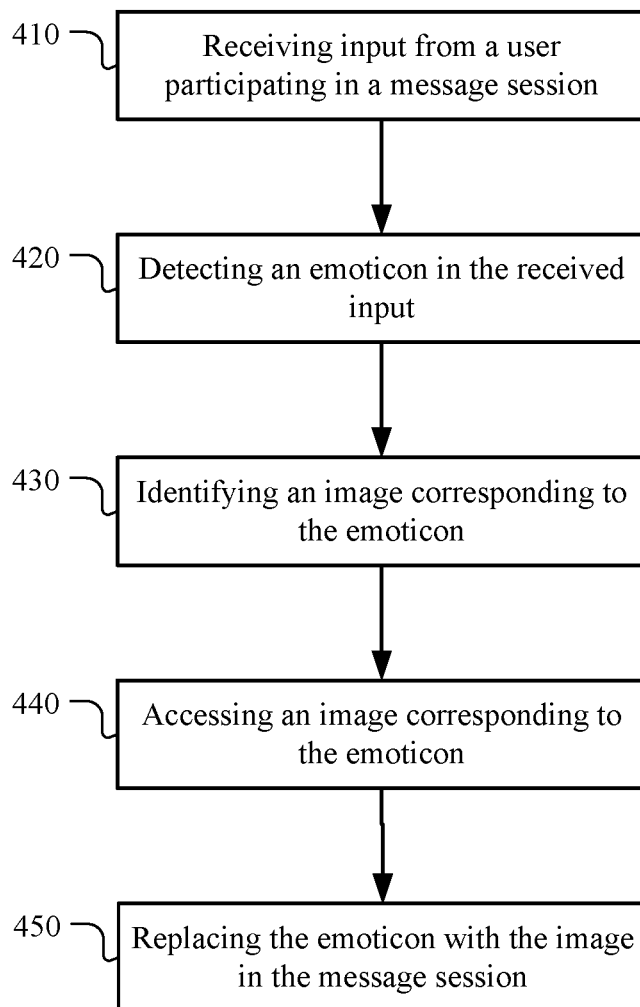 410
Receiving input from a user
participating in a message session
420
Detecting an emoticon in the received
input
430
Identifying an image corresponding to
the emoticon
440
Accessing an image corresponding to
the emoticon
450
Replacing the emoticon with the image
in the message session